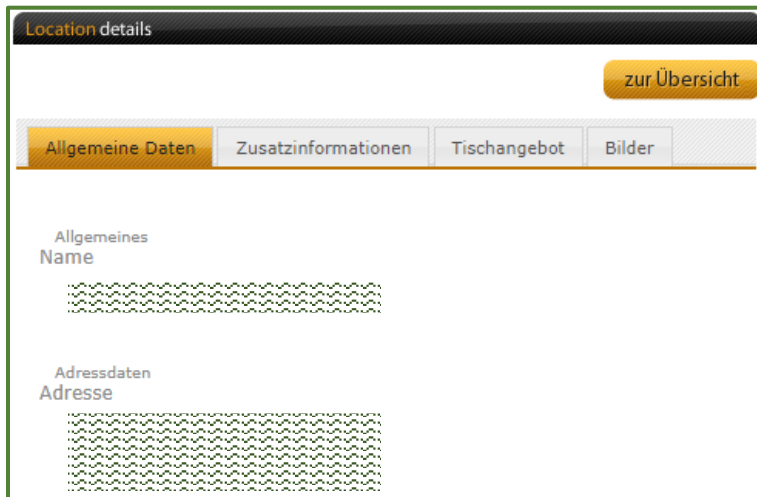 Location details
zur Übersicht
Allgemeine Daten Zusatzinformationen Tischangebot Bilder
Allgemeines
Name
Adressdaten
Adresse